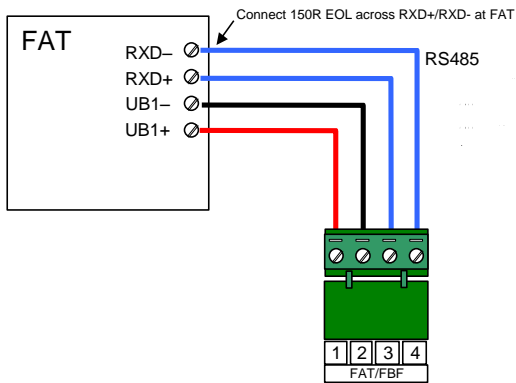 Connect 150R EOL across RXD+/RXD- at FAT
FAT
RXD–
RXD+
UB1–
UB1+
RS485
1 2 3 4
FAT/FBF